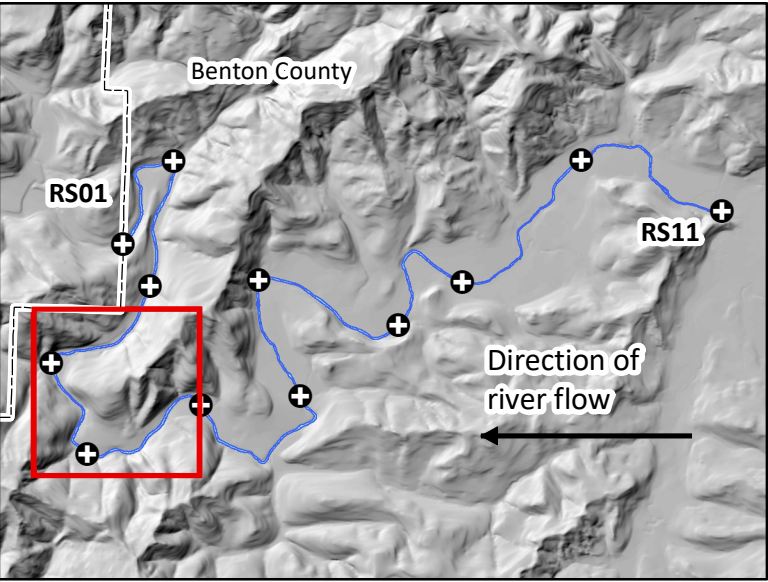 Benton County
RS01
RS11
Direction of
river flow